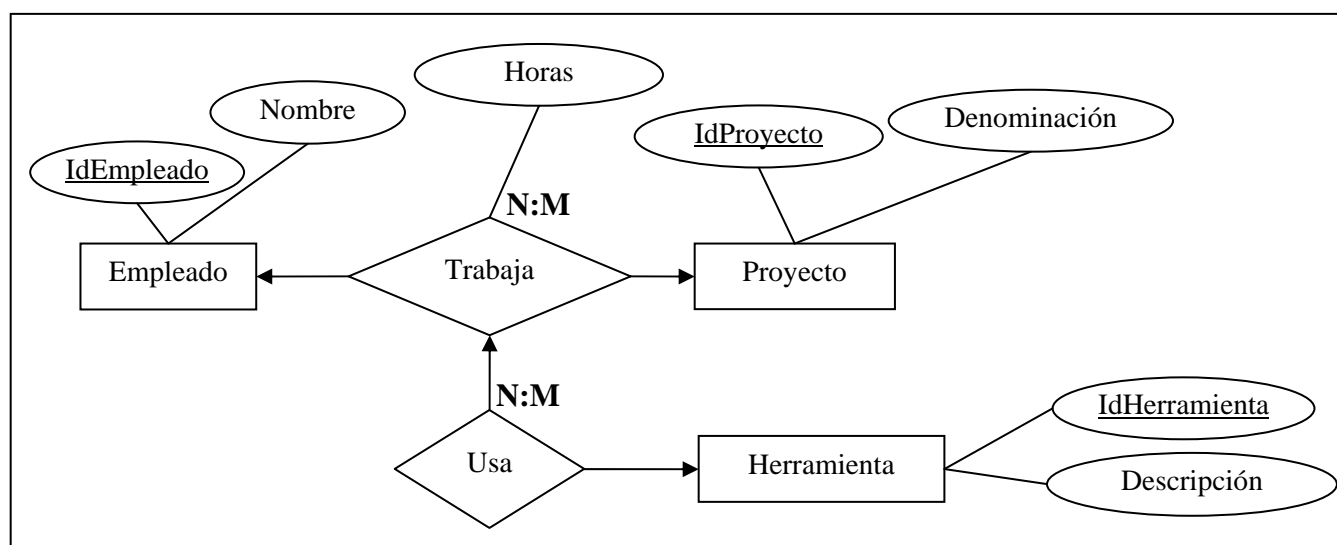 Horas
Nombre
IdProyecto
Denominación
IdEmpleado
N:M
Empleado
Trabaja
Proyecto
N:M
IdHerramienta
Usa
Herramienta
Descripción